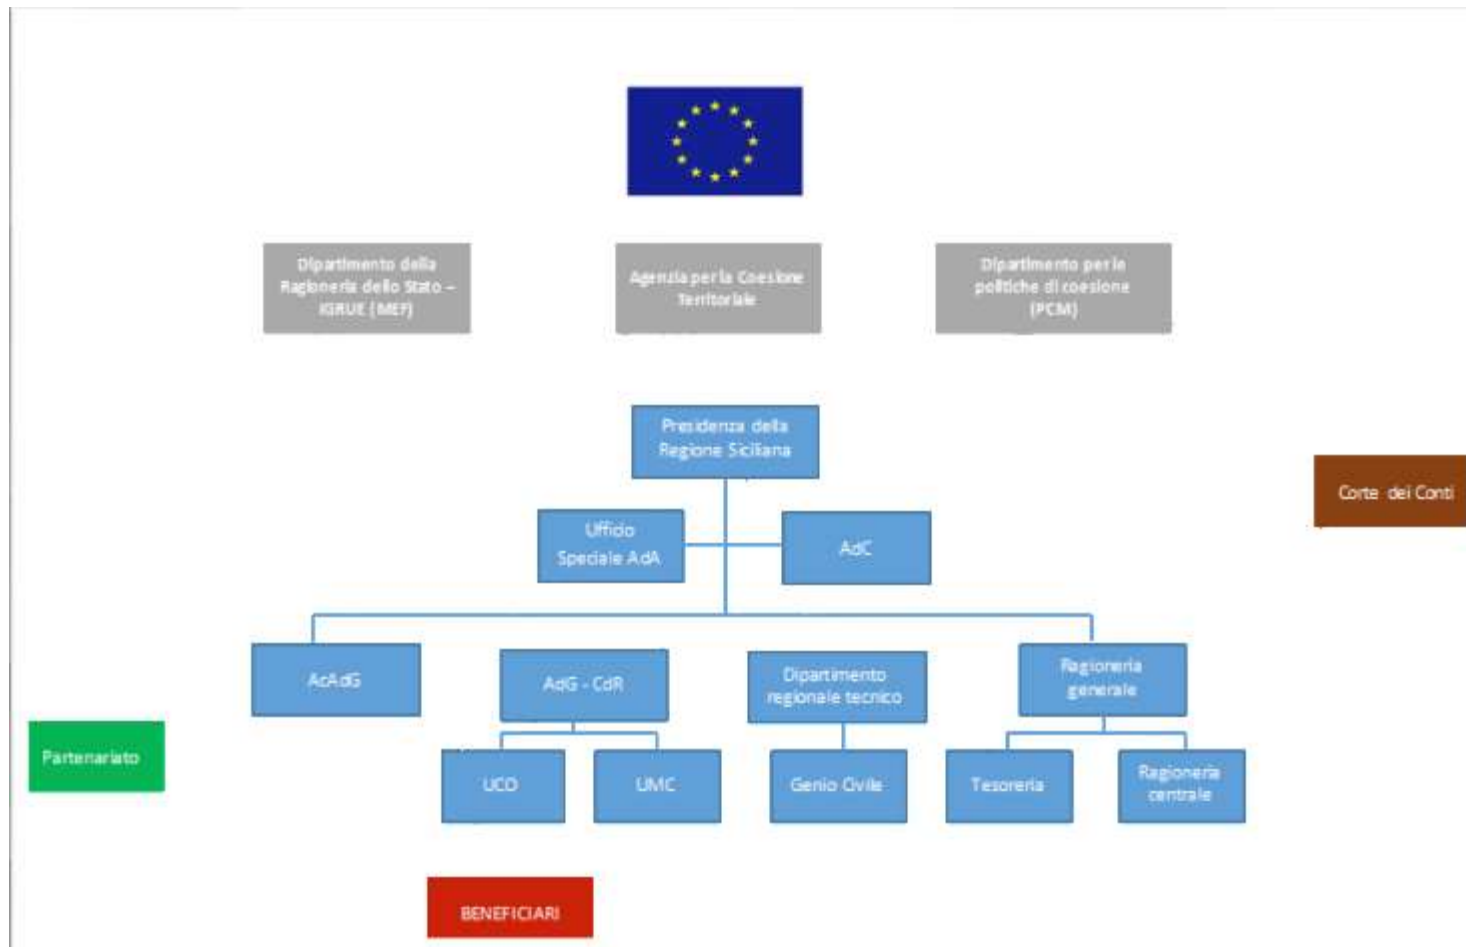 Dipartimento della
Ragioneria dello Stato –
IGRUE (MEF)
Agenzia per la Coesione
Territoriale
Dipartimento per le
politiche di coesione
(PCM)
Presidenza della
Regione Siciliana
Corte dei Conti
Ufficio
Speciale AdA
AdC
AcAdG
AdG - CdR
Dipartimento
regionale tecnico
Ragioneria
generale
Partenariato
UCO
UMC
Genio Civile
Tesoreria
Ragioneria
centrale
BENEFICIARI